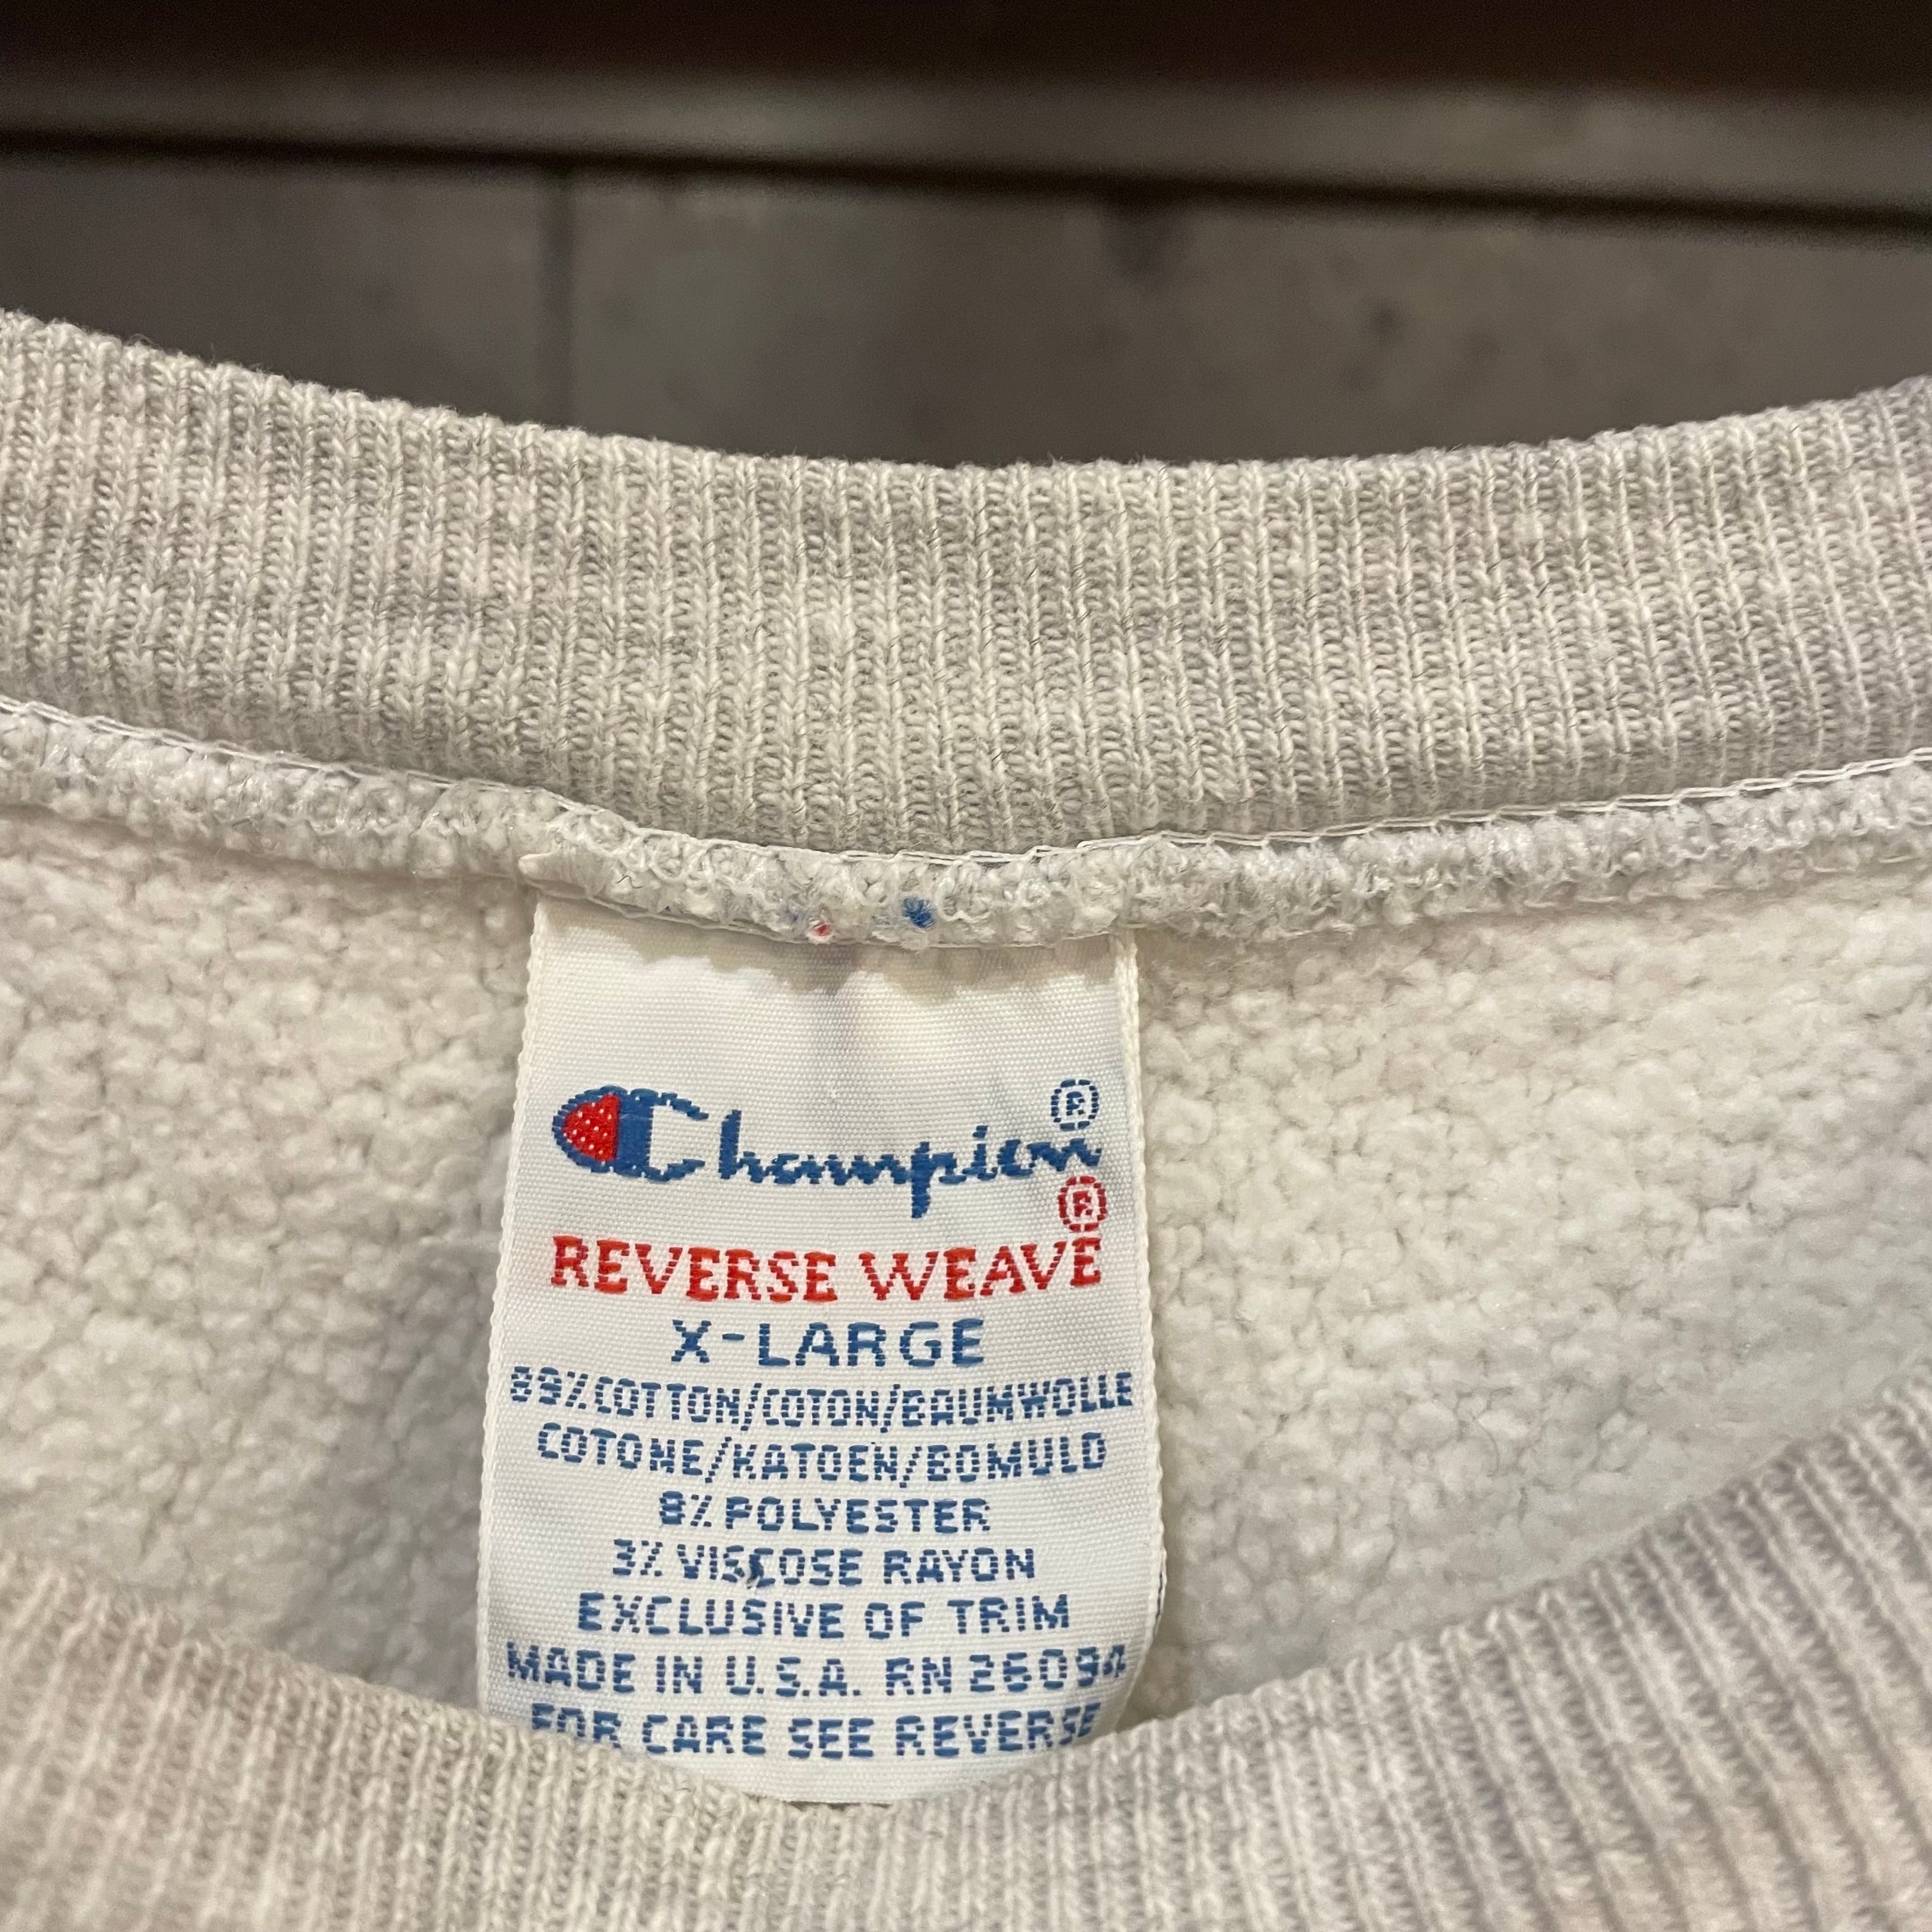 Champion®
REVERSE WEAVE®
X-LARGE
89% COTTON/COTON/BAUMWOLLE
COTONE/KATOEN/BOMULD
8% POLYESTER
3% VISCOSE RAYON
EXCLUSIVE OF TRIM
MADE IN U.S.A. RN 26094
FOR CARE SEE REVERSE